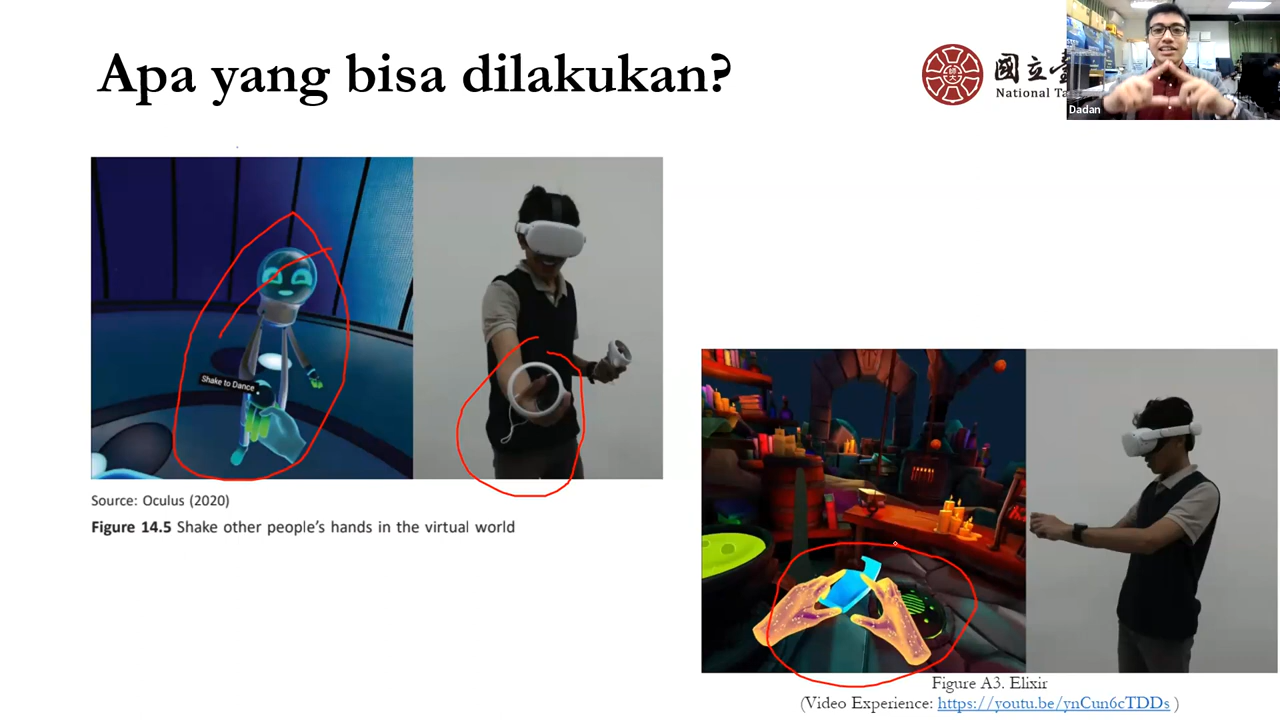 Apa yang bisa dilakukan?
國立臺
National Ta
Dadan
Shake to Dance
Source: Oculus (2020)
Figure 14.5 Shake other people's hands in the virtual world
Figure A3. Elixir
(Video Experience: https://youtu.be/ynCun6cTDDs )